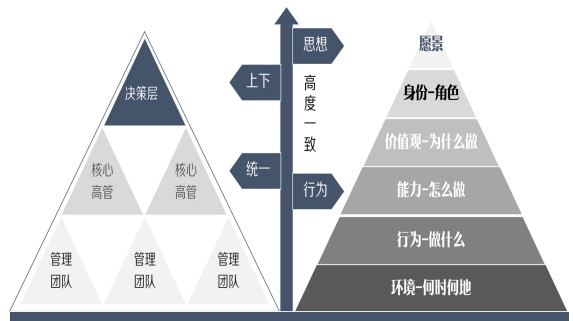 决策层
核心
高管
核心
高管
管理
团队
管理
团队
管理
团队
上下
统一
思想
高度一致
行为
愿景
身份-角色
价值观-为什么做
能力-怎么做
行为-做什么
环境-何时何地